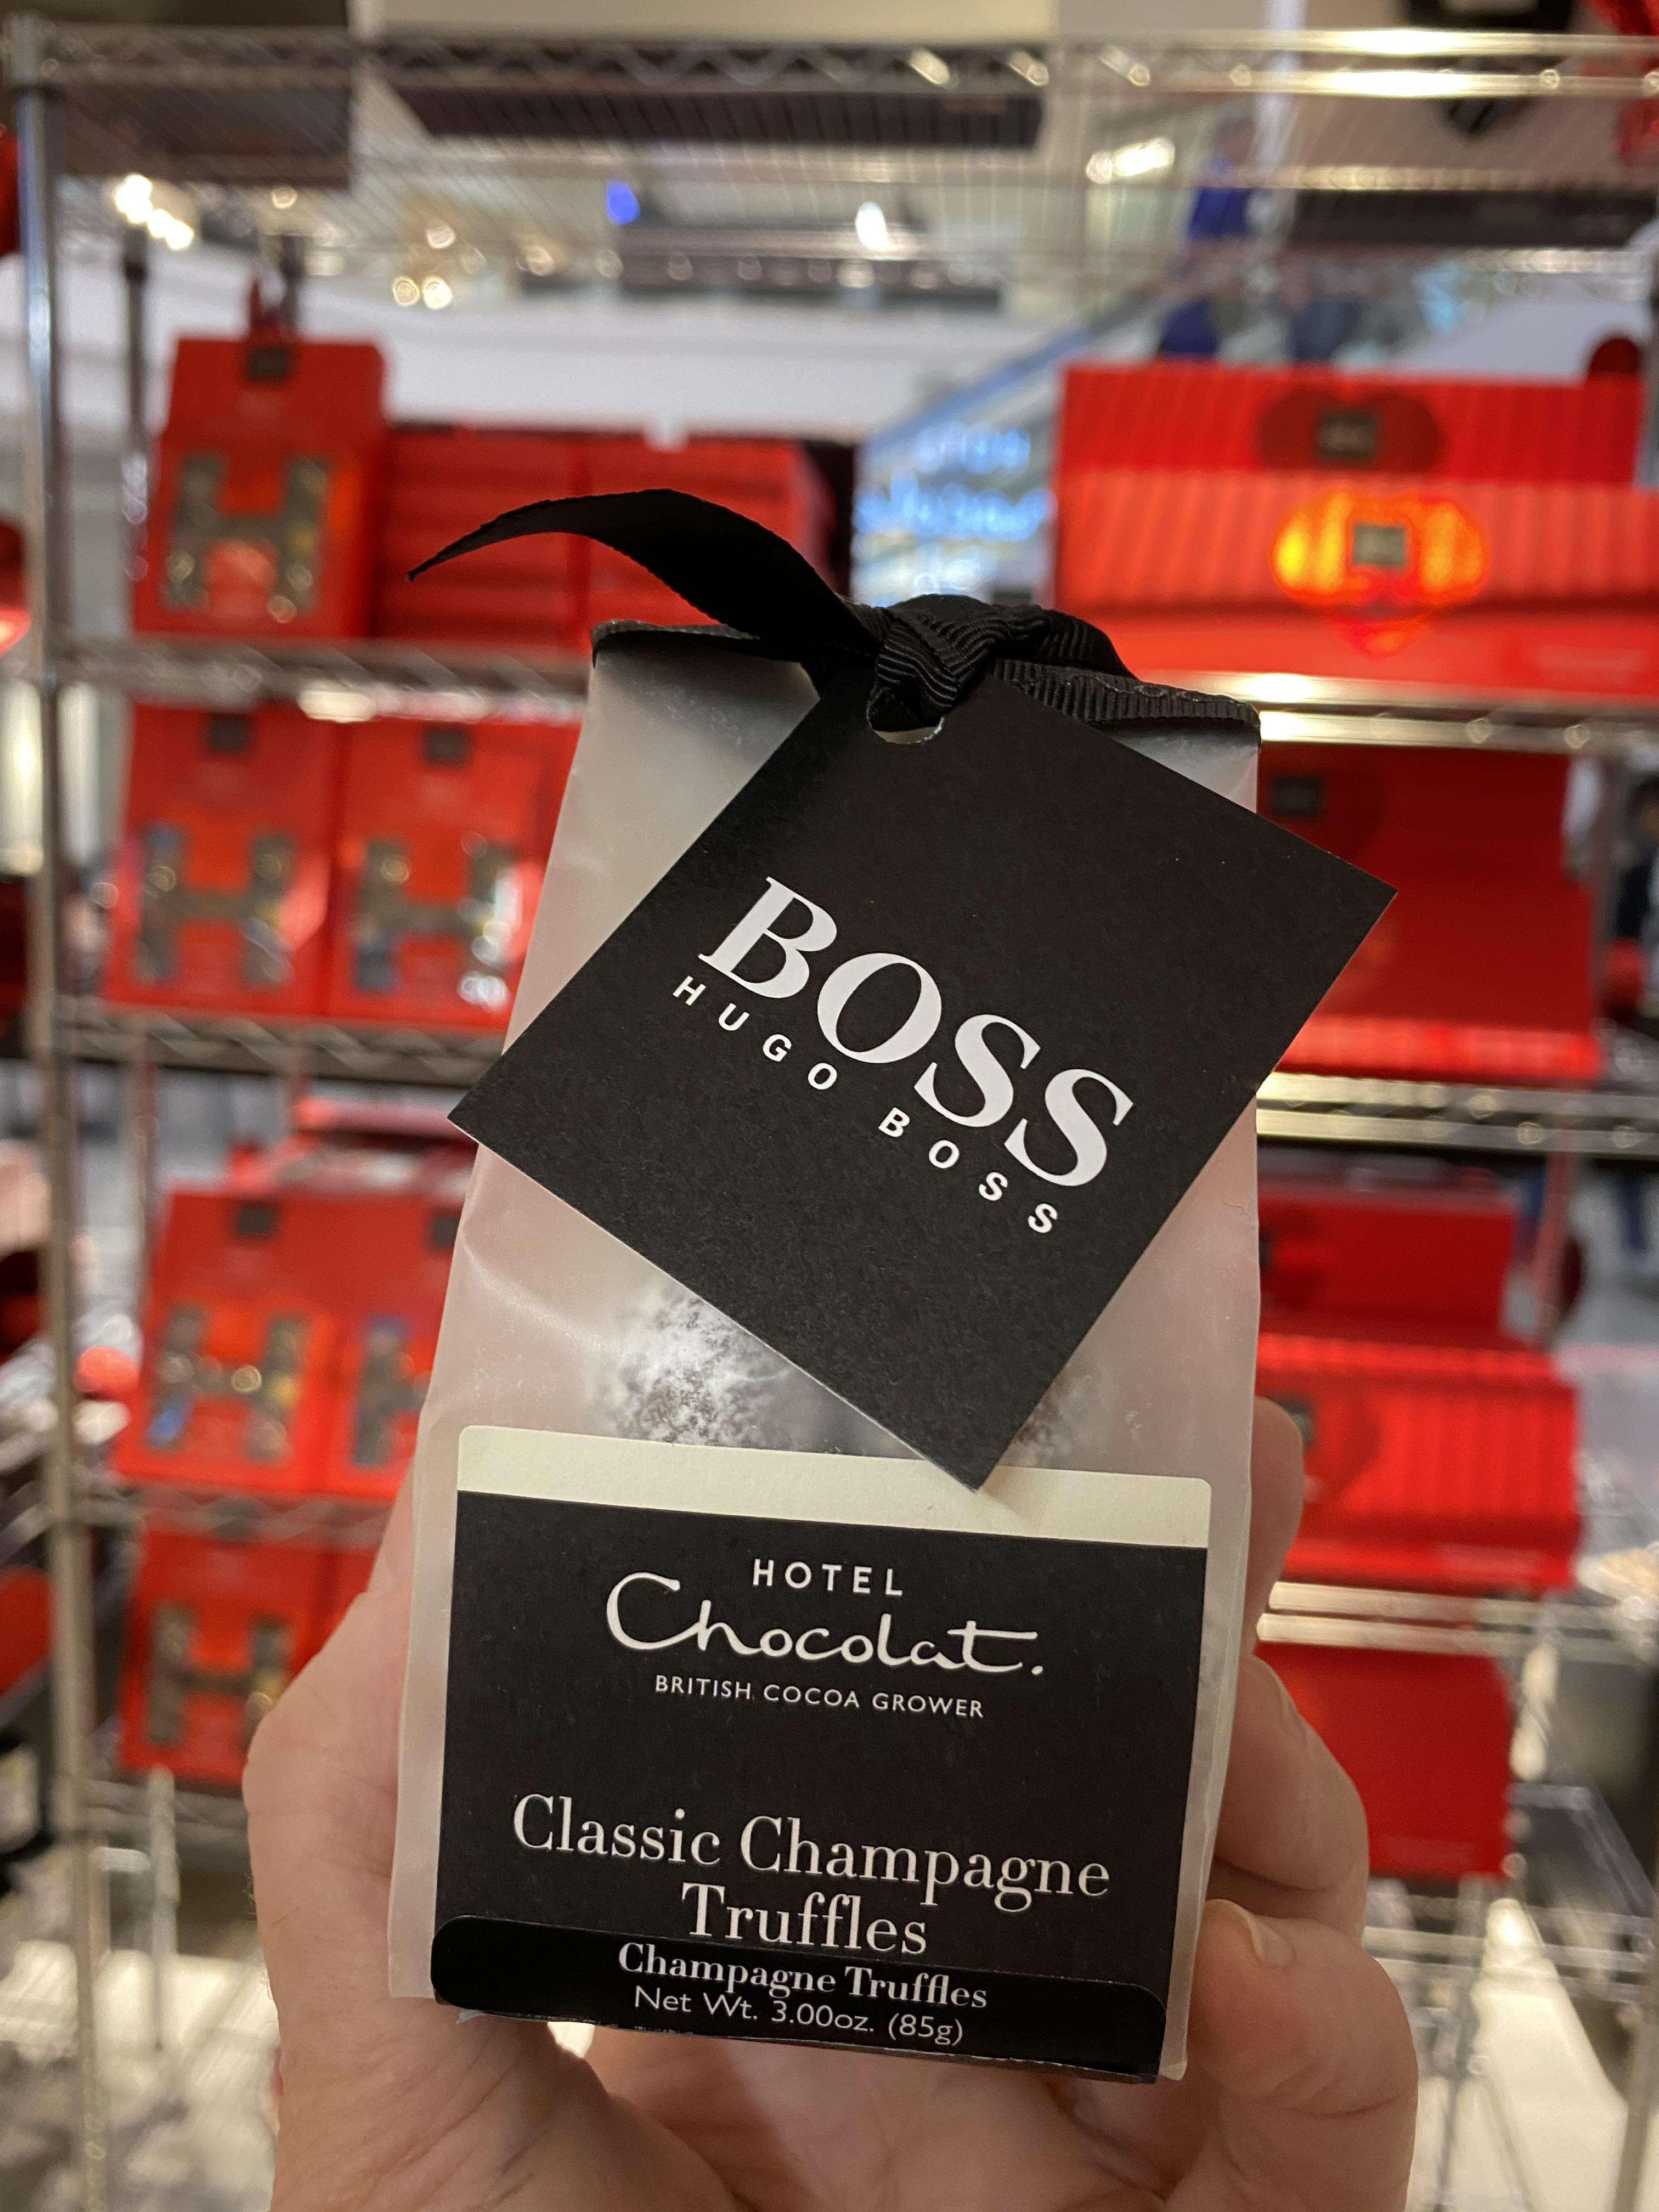 BOSS
HUGO BOSS
HOTEL
Chocolat.
BRITISH COCOA GROWER
Classic Champagne
Truffles
Champagne Truffles
Net Wt. 3.00oz. (85g)